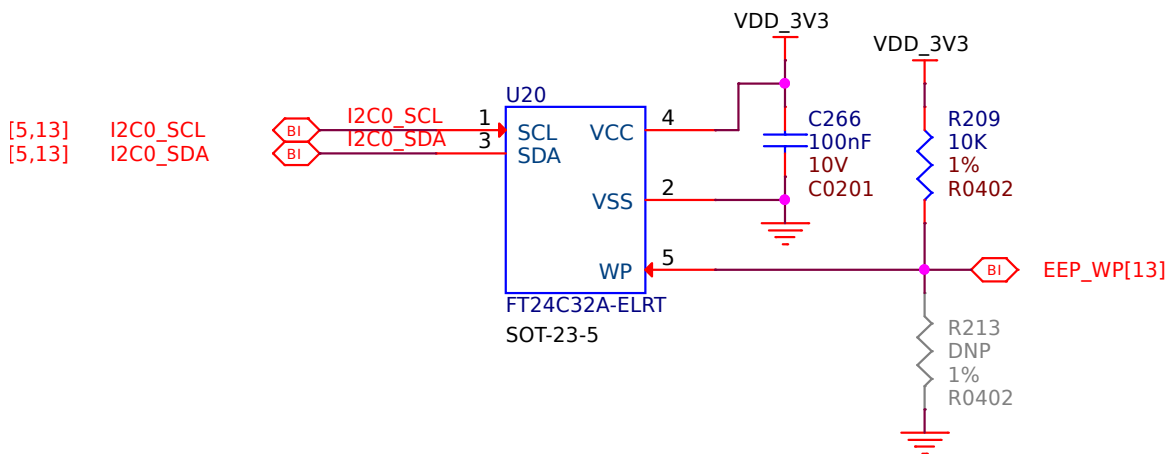 VDD_3V3
VDD_3V3
U20
[5,13] I2C0_SCL BI I2C0_SCL 1 SCL
[5,13] I2C0_SDA BI I2C0_SDA 3 SDA
VCC 4
VSS 2
WP 5
FT24C32A-ELRT
SOT-23-5
C266
100nF
10V
C0201
R209
10K
1%
R0402
BI EEP_WP[13]
R213
DNP
1%
R0402